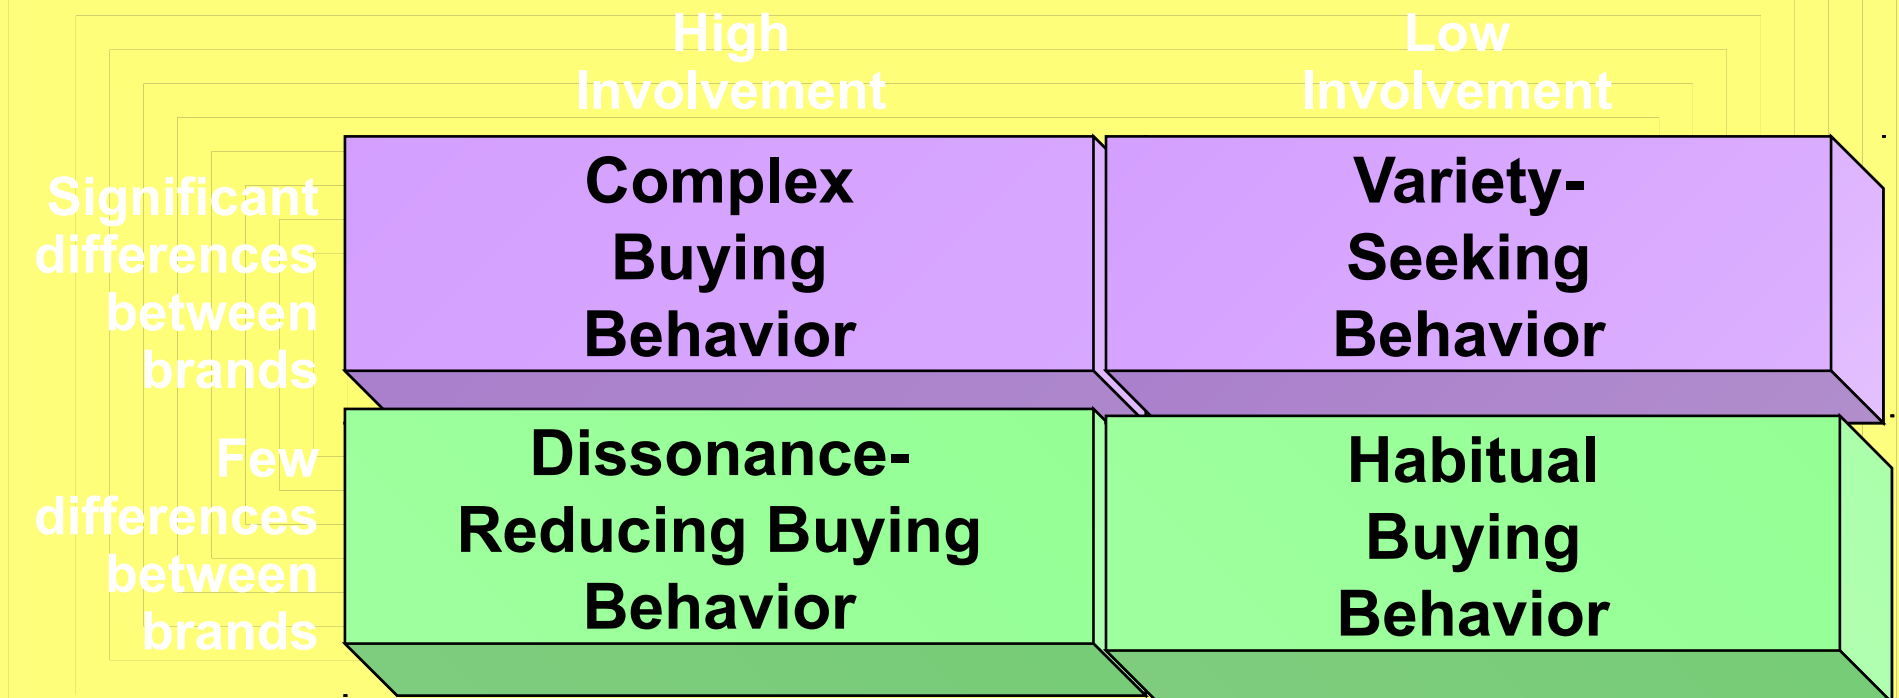 High
Involvement
Low
Involvement
Significant
differences
between
brands
Complex
Buying
Behavior
Variety-
Seeking
Behavior
Few
differences
between
brands
Dissonance-
Reducing Buying
Behavior
Habitual
Buying
Behavior